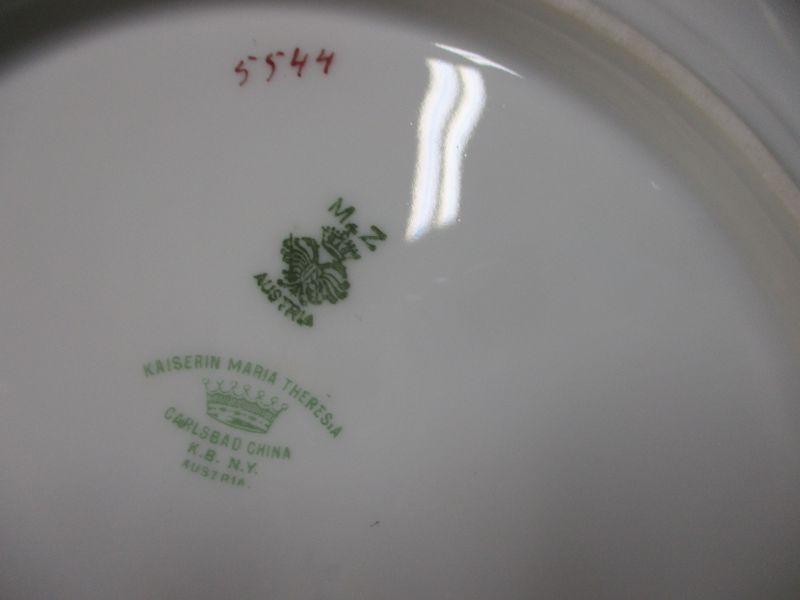 5544
M Z
AUSTRIA
KAISERIN MARIA THERESIA
CARLSBAD CHINA
K.B. N.Y.
AUSTRIA.